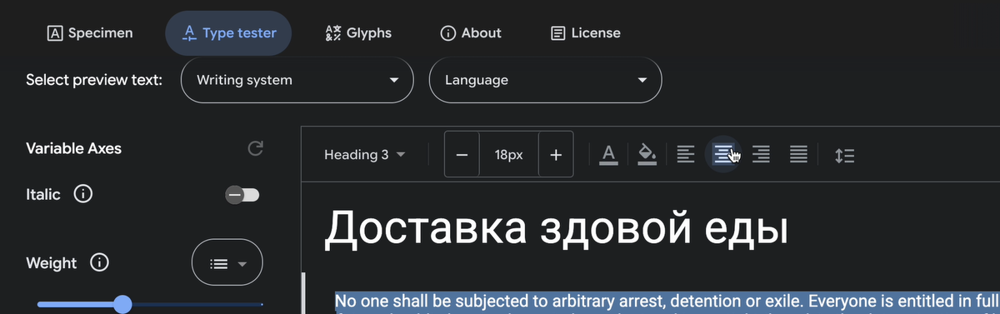 Specimen Type tester Glyphs About License
Select preview text: Writing system Language
Variable Axes
Heading 3 18px
Italic
Доставка здовой еды
Weight
No one shall be subjected to arbitrary arrest, detention or exile. Everyone is entitled in full